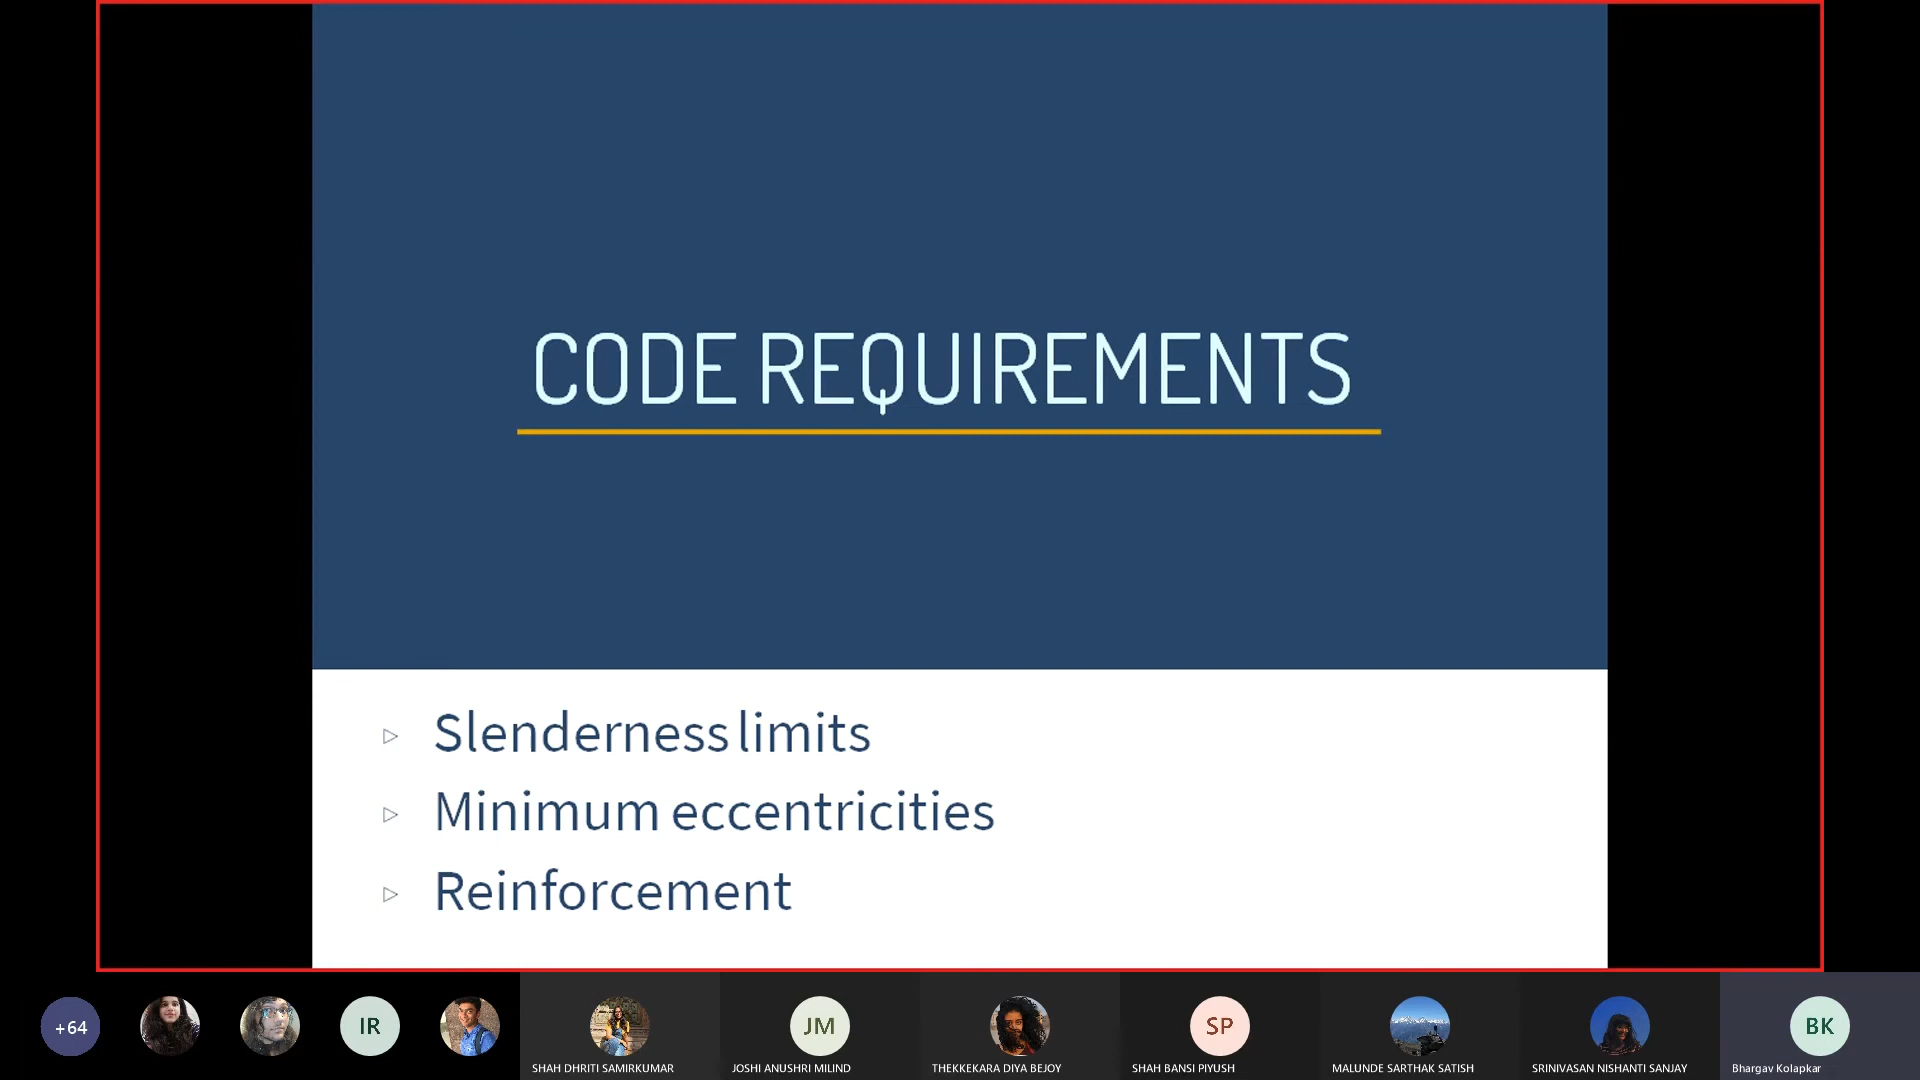 CODE REQUIREMENTS
▷ Slenderness limits
▷ Minimum eccentricities
▷ Reinforcement
+64
IR
JM
SP
BK
SHAH DHRITI SAMIRKUMAR
JOSHI ANUSHRI MILIND
THEKKEKARA DIYA BEJOY
SHAH BANSI PIYUSH
MALUNDE SARTHAK SATISH
SRINIVASAN NISHANTI SANJAY
Bhargav Kolapkar